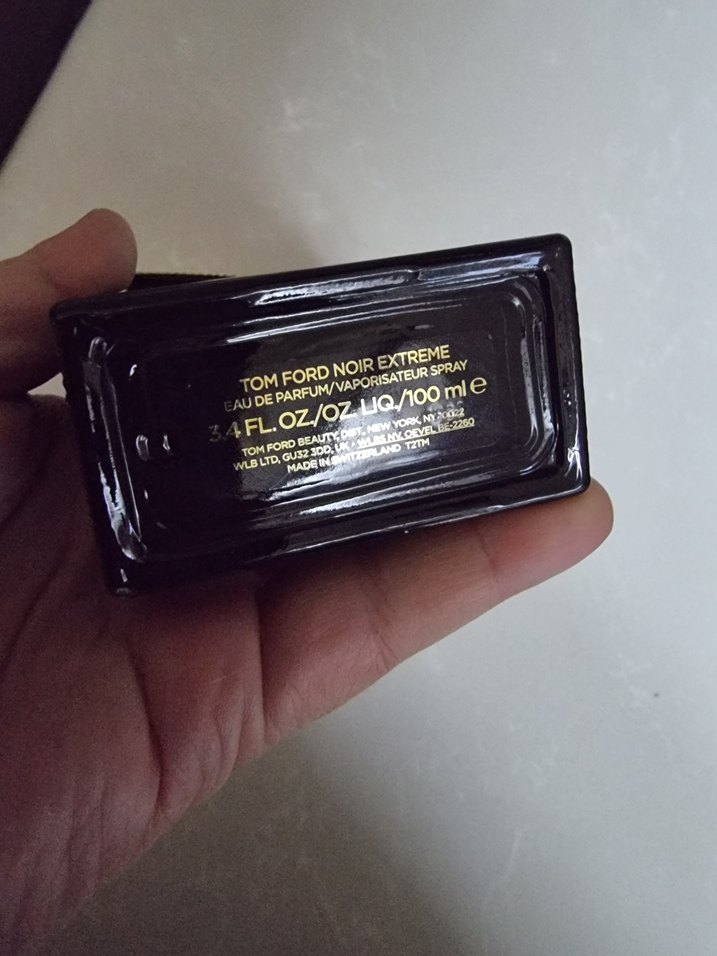 TOM FORD NOIR EXTREME
EAU DE PARFUM/VAPORISATEUR SPRAY
3.4 FL. OZ./OZ. LIQ./100 ml ℮
TOM FORD BEAUTY, DIST. NEW YORK, NY 10022
WLB LTD, GU32 3DD, UK • WLBS NV. OEVEL BE-2260
MADE IN SWITZERLAND T2TM